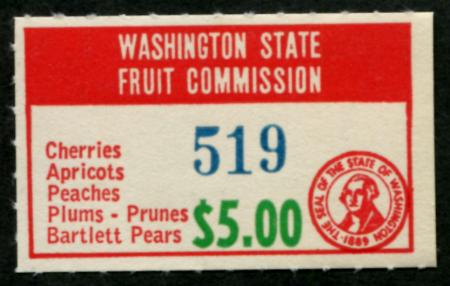 WASHINGTON STATE
FRUIT COMMISSION
519
Cherries
Apricots
Peaches
Plums - Prunes
Bartlett Pears
$5.00
THE SEAL OF THE STATE OF WASHINGTON
1889